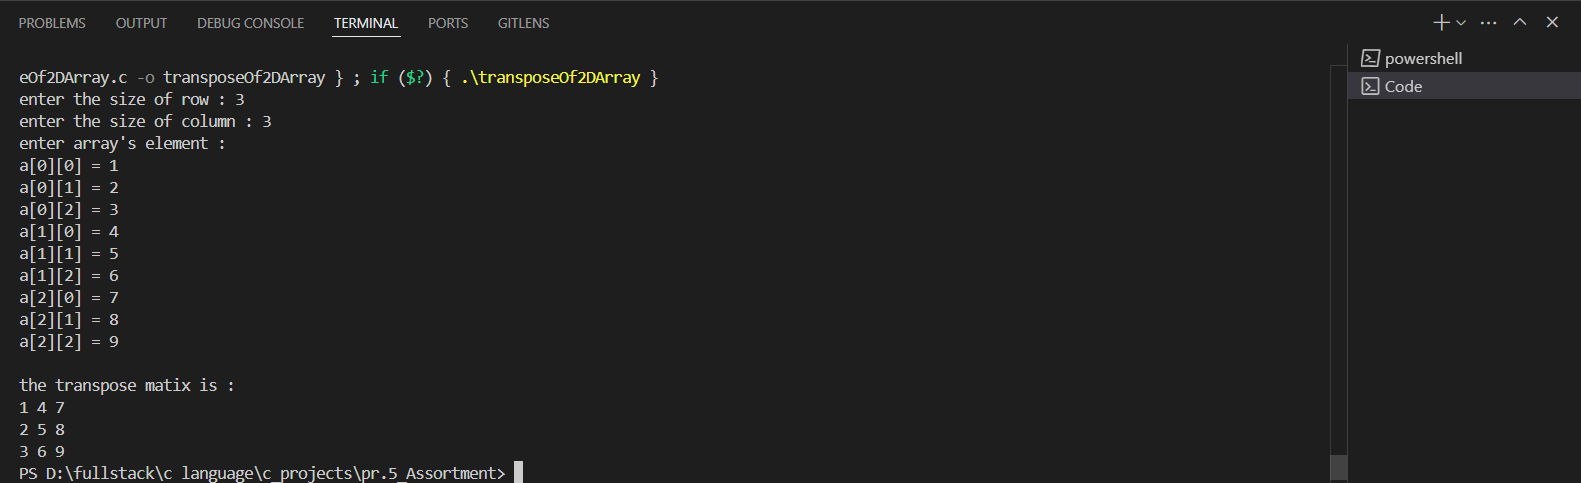 PROBLEMS OUTPUT DEBUG CONSOLE TERMINAL PORTS GITLENS
powershell
Code
eOf2DArray.c -o transposeOf2DArray } ; if ($?) { .\transposeOf2DArray }
enter the size of row : 3
enter the size of column : 3
enter array's element :
a[0][0] = 1
a[0][1] = 2
a[0][2] = 3
a[1][0] = 4
a[1][1] = 5
a[1][2] = 6
a[2][0] = 7
a[2][1] = 8
a[2][2] = 9
the transpose matix is :
1 4 7
2 5 8
3 6 9
PS D:\fullstack\c language\c_projects\pr.5_Assortment>